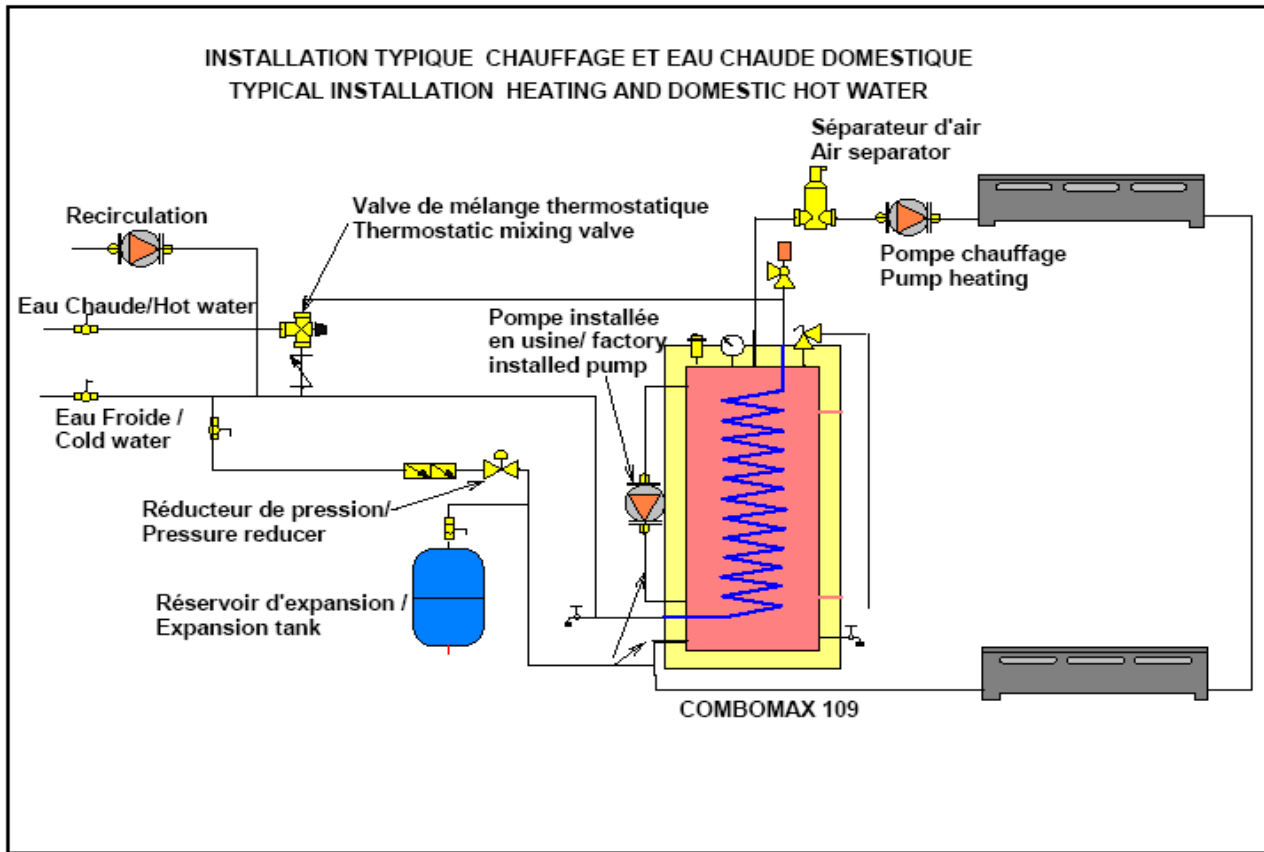 INSTALLATION TYPIQUE CHAUFFAGE ET EAU CHAUDE DOMESTIQUE
TYPICAL INSTALLATION HEATING AND DOMESTIC HOT WATER
Séparateur d'air
Air separator
Valve de mélange thermostatique
Thermostatic mixing valve
Recirculation
Pompe chauffage
Pump heating
Eau Chaude/Hot water
Pompe installée
en usine/ factory
installed pump
Eau Froide /
Cold water
Réducteur de pression/
Pressure reducer
Réservoir d'expansion /
Expansion tank
COMBOMAX 109